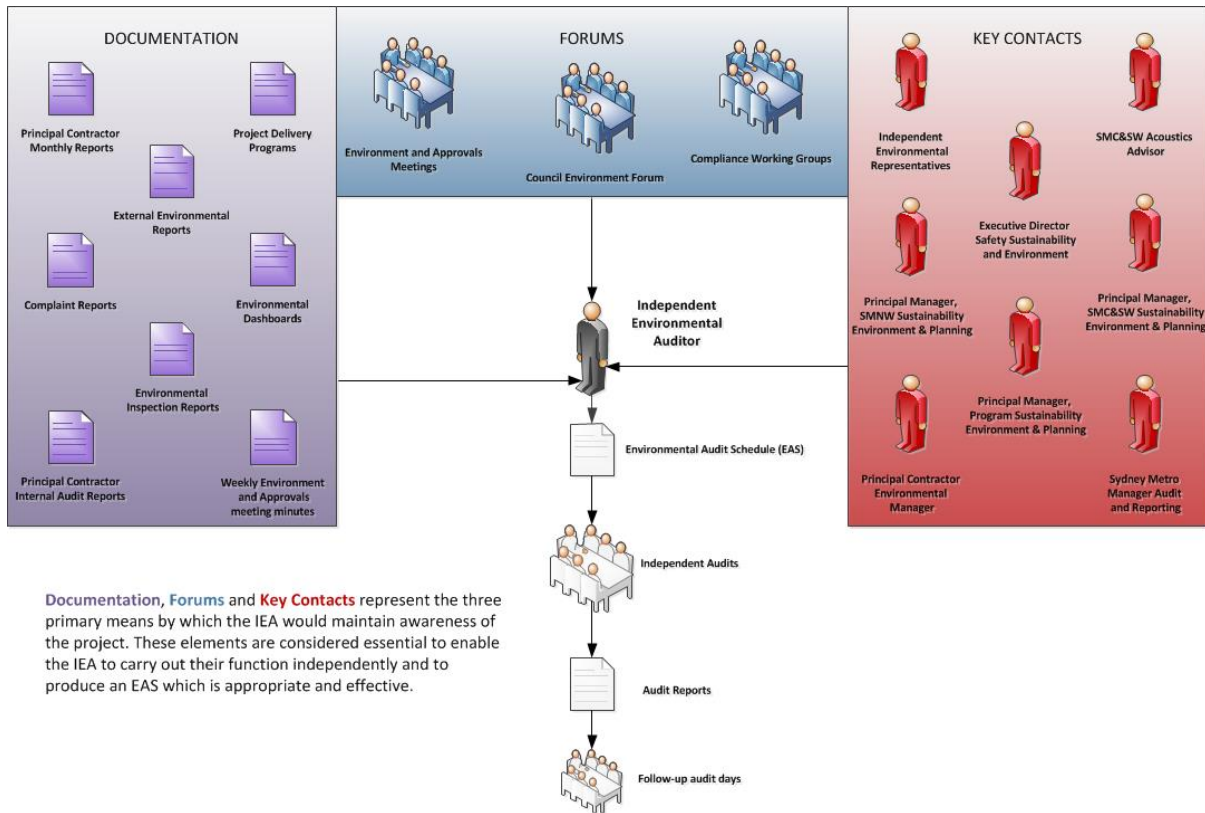 DOCUMENTATION
Principal Contractor
Monthly Reports
Project Delivery
Programs
External Environmental
Reports
Complaint Reports
Environmental
Dashboards
Environmental
Inspection Reports
Principal Contractor
Internal Audit Reports
Weekly Environment
and Approvals
meeting minutes
FORUMS
Environment and Approvals
Meetings
Council Environment Forum
Compliance Working Groups
KEY CONTACTS
Independent
Environmental
Representatives
SMC&SW Acoustics
Advisor
Executive Director
Safety Sustainability
and Environment
Principal Manager,
SMNW Sustainability
Environment & Planning
Principal Manager,
SMC&SW Sustainability
Environment & Planning
Principal Manager,
Program Sustainability
Environment & Planning
Principal Contractor
Environmental
Manager
Sydney Metro
Manager Audit
and Reporting
Independent
Environmental
Auditor
Environmental Audit Schedule (EAS)
Independent Audits
Audit Reports
Follow-up audit days
Documentation, Forums and Key Contacts represent the three
primary means by which the IEA would maintain awareness of
the project. These elements are considered essential to enable
the IEA to carry out their function independently and to
produce an EAS which is appropriate and effective.